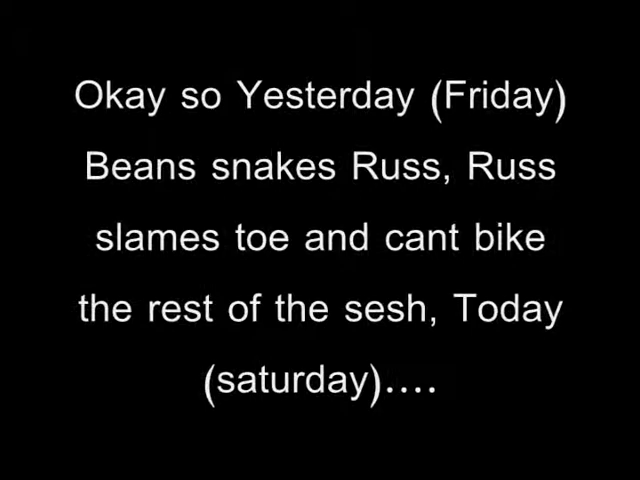 Okay so Yesterday (Friday)
Beans snakes Russ, Russ
slames toe and cant bike
the rest of the sesh, Today
(saturday)....